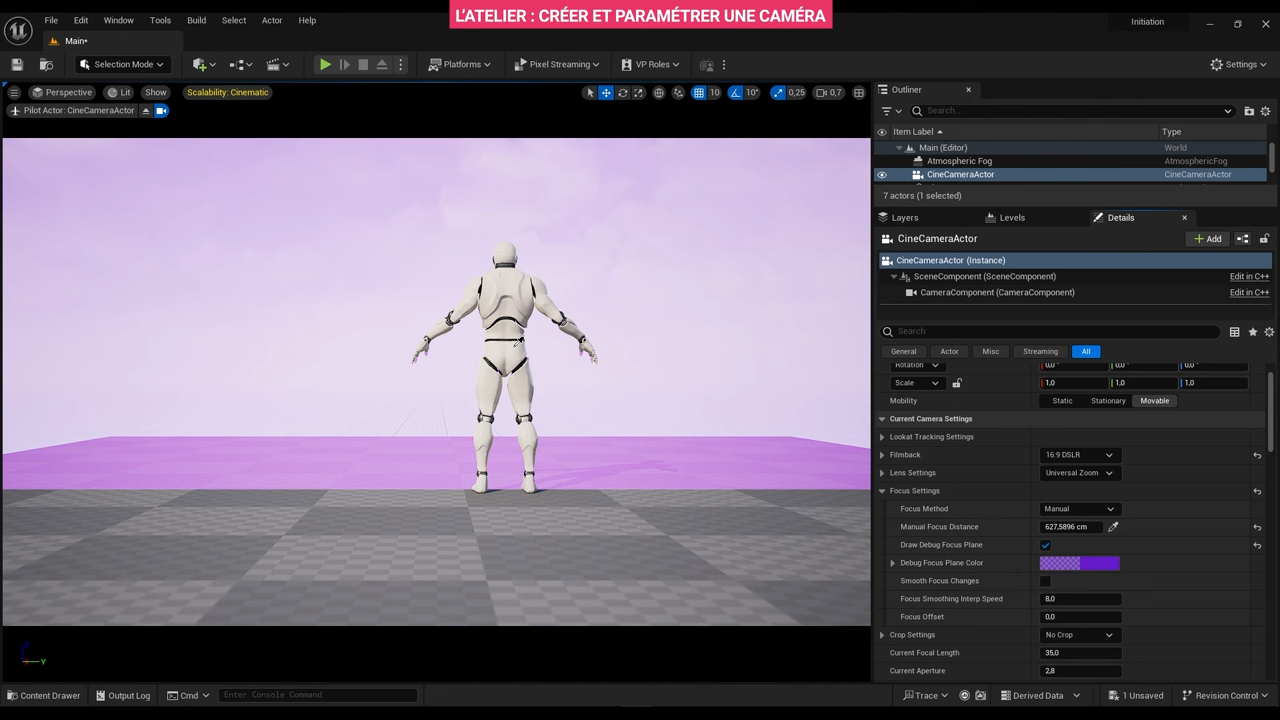 L'ATELIER : CRÉER ET PARAMÉTRER UNE CAMÉRA
File Edit Window Tools Build Select Actor Help
Initiation
Main*
Selection Mode
Platforms
Pixel Streaming
VP Roles
Settings
Perspective Lit Show Scalability: Cinematic
10 10° 0,25 0,7
Pilot Actor: CineCameraActor
Outliner
Search...
Item Label Type
Main (Editor) World
Atmospheric Fog AtmosphericFog
CineCameraActor CineCameraActor
7 actors (1 selected)
Layers Levels Details
CineCameraActor
Add
CineCameraActor (Instance)
SceneComponent (SceneComponent) Edit in C++
CameraComponent (CameraComponent) Edit in C++
Search
General Actor Misc Streaming All
Rotation 0,0 ° 0,0 ° 0,0 °
Scale 1,0 1,0 1,0
Mobility Static Stationary Movable
Current Camera Settings
Lookat Tracking Settings
Filmback 16:9 DSLR
Lens Settings Universal Zoom
Focus Settings
Focus Method Manual
Manual Focus Distance 627,5896 cm
Draw Debug Focus Plane
Debug Focus Plane Color
Smooth Focus Changes
Focus Smoothing Interp Speed 8,0
Focus Offset 0,0
Crop Settings No Crop
Current Focal Length 35,0
Current Aperture 2,8
Y
Content Drawer Output Log Cmd Enter Console Command
Trace Derived Data 1 Unsaved Revision Control